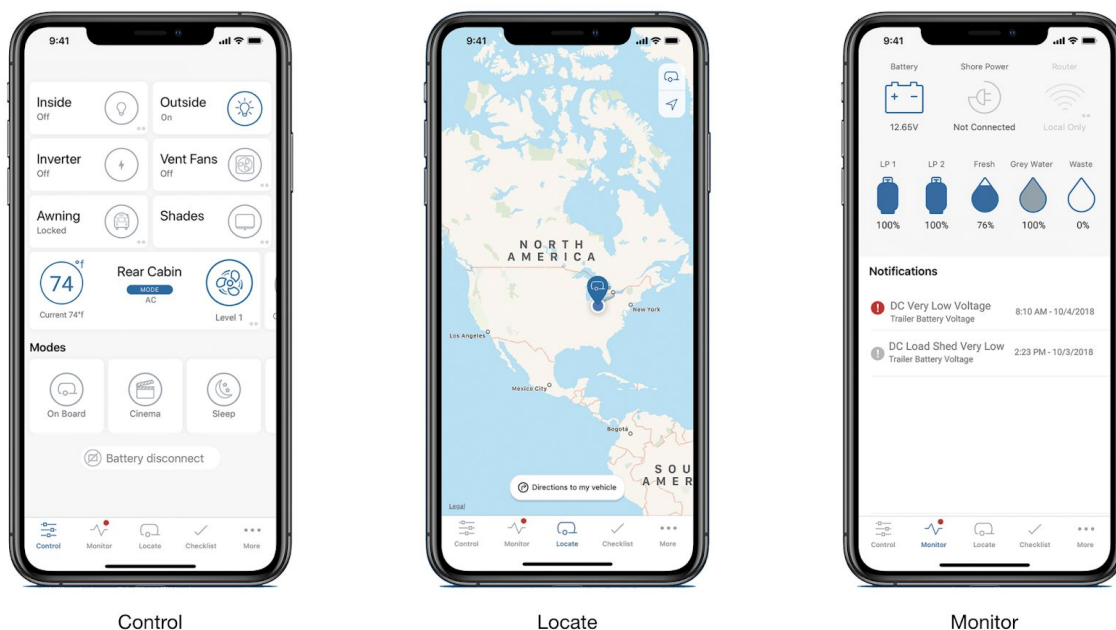 9:41
Inside
Off
Outside
On
Inverter
Off
Vent Fans
Off
Awning
Locked
Shades
74 °f
Current 74°f
Rear Cabin
MODE
AC
Level 1
Modes
On Board
Cinema
Sleep
Battery disconnect
Control
Monitor
Locate
Checklist
More
Control
9:41
NORTH
AMERICA
New York
Los Angeles
Mexico City
Bogotá
SOU
AMER
Directions to my vehicle
Legal
Control
Monitor
Locate
Checklist
More
Locate
9:41
Battery
Shore Power
Router
+ -
12.65V
Not Connected
Local Only
LP 1
LP 2
Fresh
Grey Water
Waste
100%
100%
76%
100%
0%
Notifications
DC Very Low Voltage
Trailer Battery Voltage
8:10 AM - 10/4/2018
DC Load Shed Very Low
Trailer Battery Voltage
2:23 PM - 10/3/2018
Control
Monitor
Locate
Checklist
More
Monitor